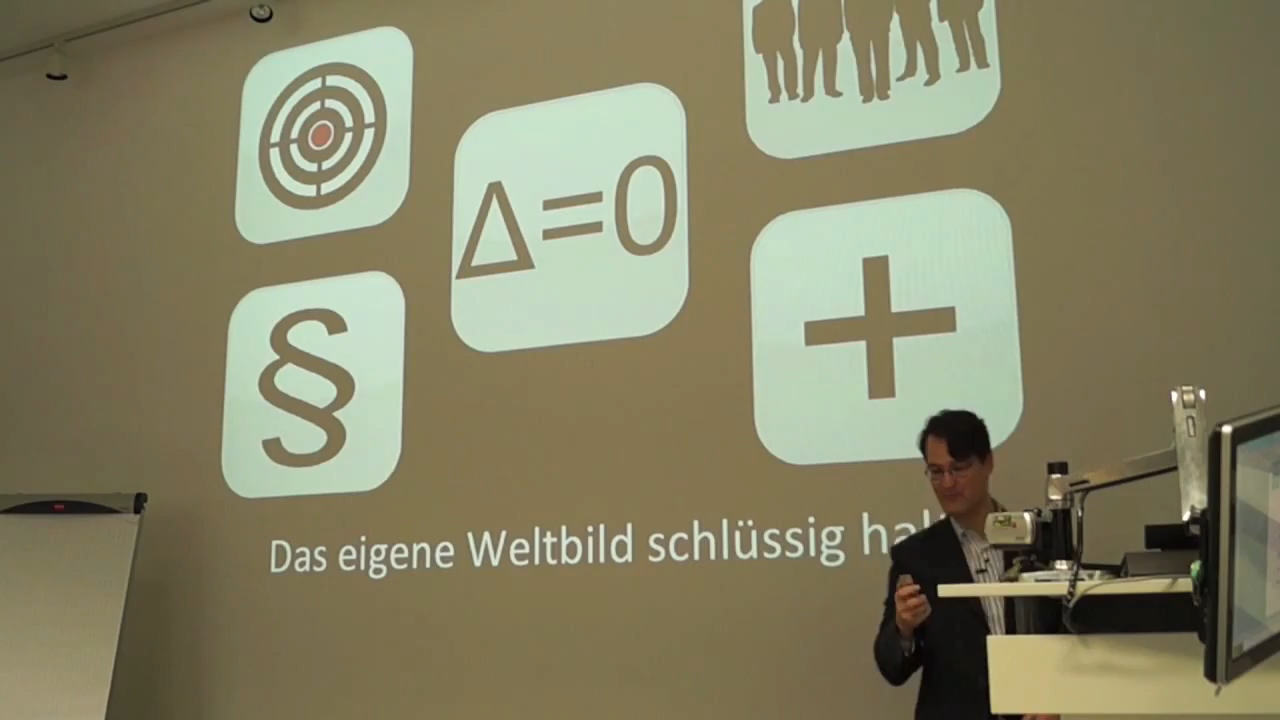 Δ=0
§
+
Das eigene Weltbild schlüssig